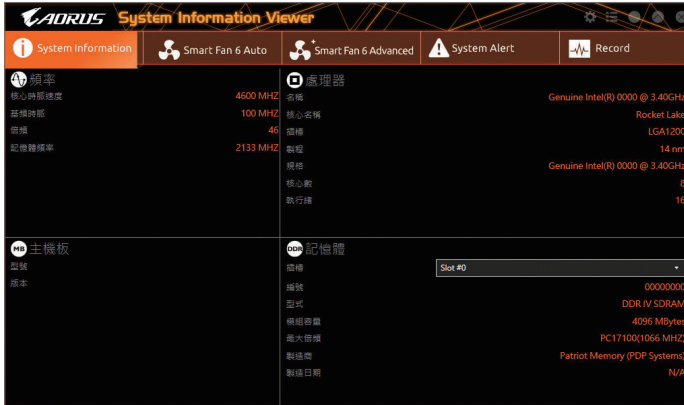 AORUS System Information Viewer
System Information
Smart Fan 6 Auto
Smart Fan 6 Advanced
System Alert
Record
頻率
核心時脈速度 4600 MHZ
基頻時脈 100 MHZ
倍頻 46
記憶體頻率 2133 MHZ
處理器
名稱 Genuine Intel(R) 0000 @ 3.40GHz
核心名稱 Rocket Lake
插槽 LGA1200
製程 14 nm
規格 Genuine Intel(R) 0000 @ 3.40GHz
核心數 8
執行緒 16
MB 主機板
型號
版本
DDR 記憶體
插槽 Slot #0
編號 00000000
型式 DDR IV SDRAM
模組容量 4096 MBytes
最大倍頻 PC17100(1066 MHZ)
製造商 Patriot Memory (PDP Systems)
製造日期 N/A